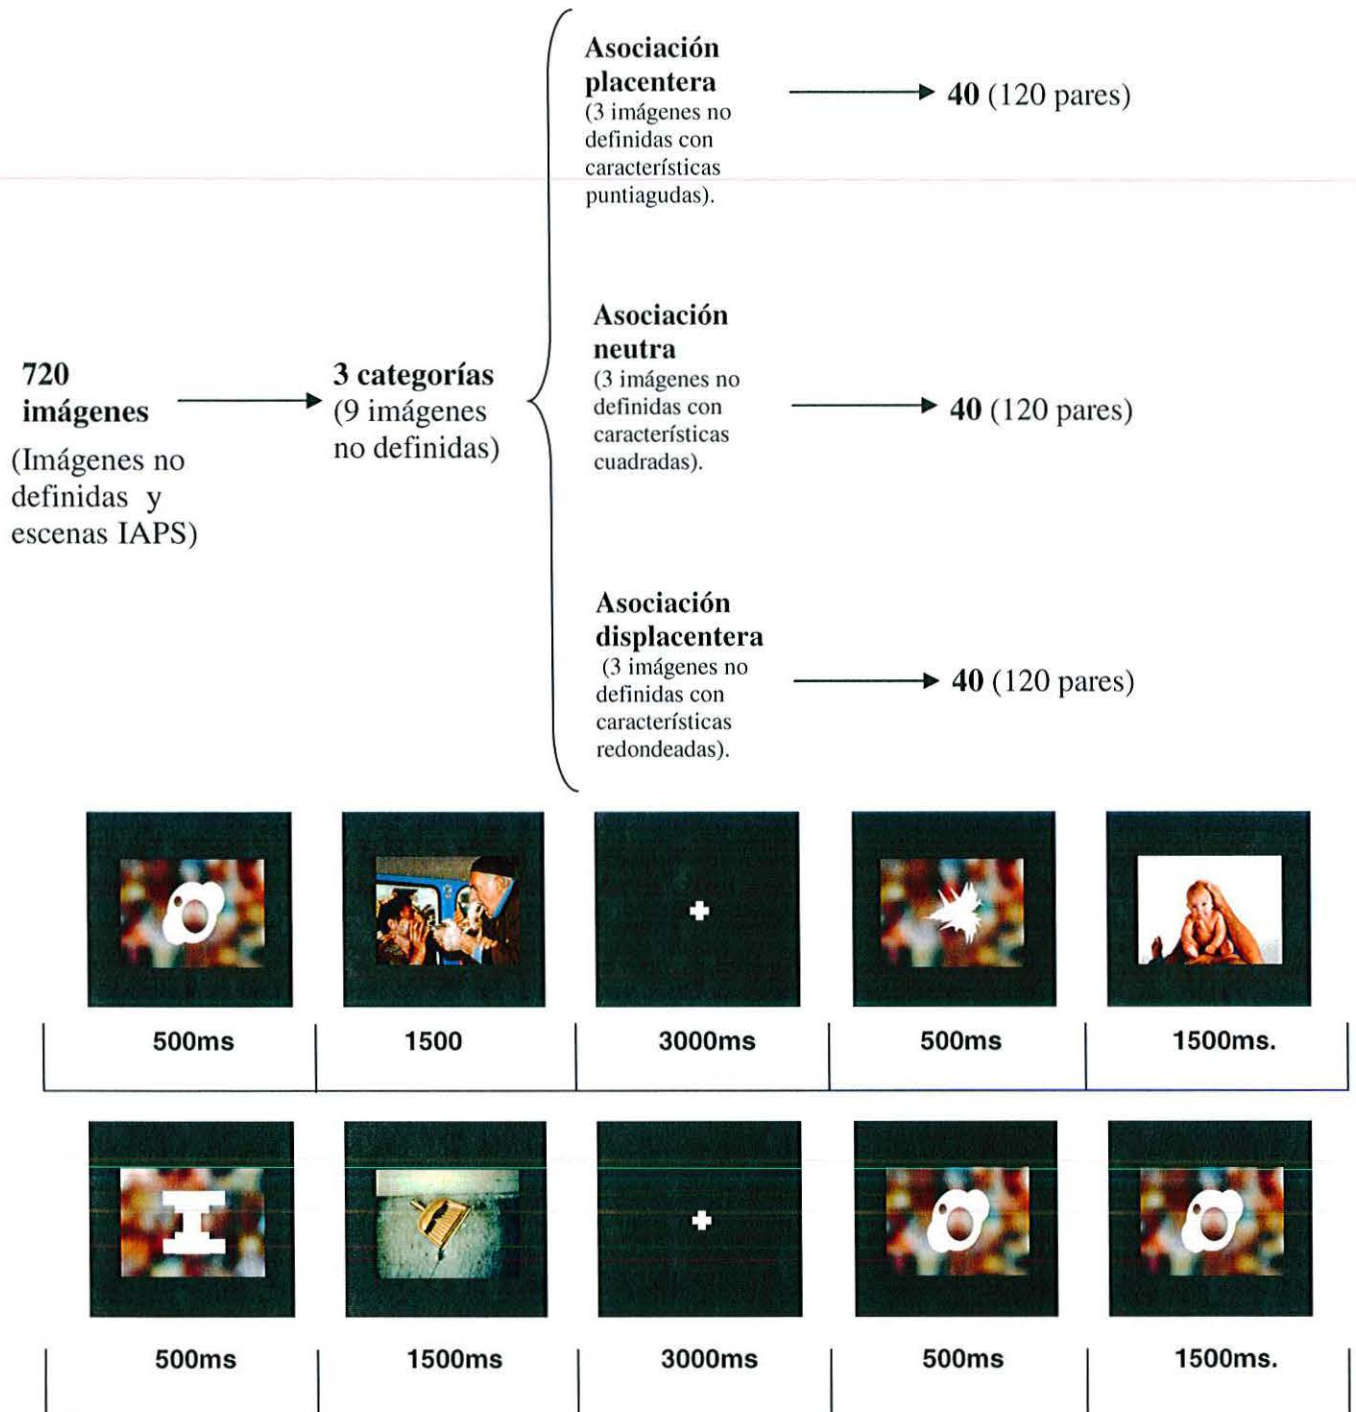 720
imágenes
(Imágenes no
definidas y
escenas IAPS)
3 categorías
(9 imágenes
no definidas)
Asociación
placentera
(3 imágenes no
definidas con
características
puntiagudas).
40 (120 pares)
Asociación
neutra
(3 imágenes no
definidas con
características
cuadradas).
40 (120 pares)
Asociación
displacentera
(3 imágenes no
definidas con
características
redondeadas).
40 (120 pares)
500ms 1500 3000ms 500ms 1500ms.
500ms 1500ms 3000ms 500ms 1500ms.